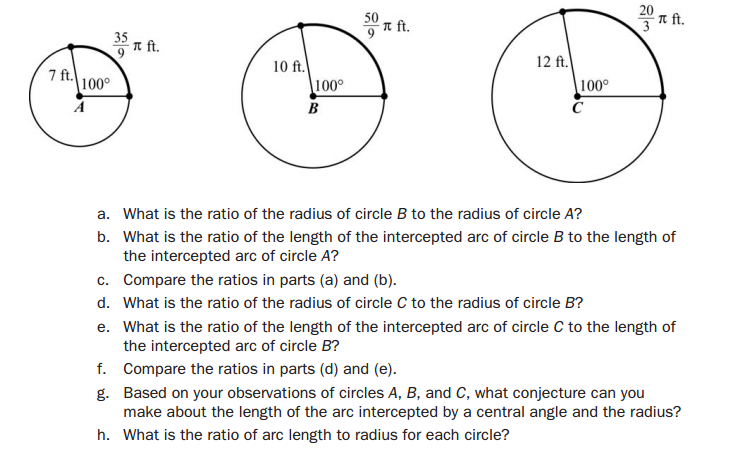 35/9 π ft.
7 ft.
100°
A
50/9 π ft.
10 ft.
100°
B
20/3 π ft.
12 ft.
100°
C
a. What is the ratio of the radius of circle B to the radius of circle A?
b. What is the ratio of the length of the intercepted arc of circle B to the length of
the intercepted arc of circle A?
c. Compare the ratios in parts (a) and (b).
d. What is the ratio of the radius of circle C to the radius of circle B?
e. What is the ratio of the length of the intercepted arc of circle C to the length of
the intercepted arc of circle B?
f. Compare the ratios in parts (d) and (e).
g. Based on your observations of circles A, B, and C, what conjecture can you
make about the length of the arc intercepted by a central angle and the radius?
h. What is the ratio of arc length to radius for each circle?